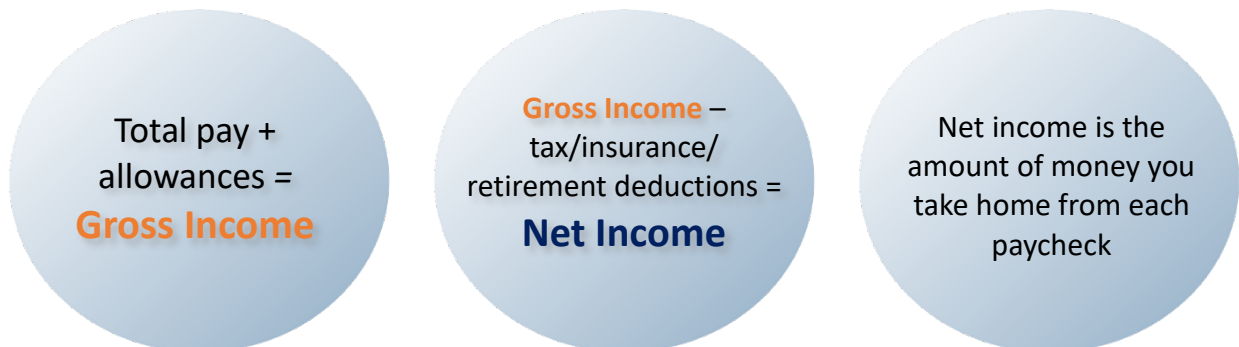 Total pay +
allowances =
Gross Income
Gross Income –
tax/insurance/
retirement deductions =
Net Income
Net income is the
amount of money you
take home from each
paycheck